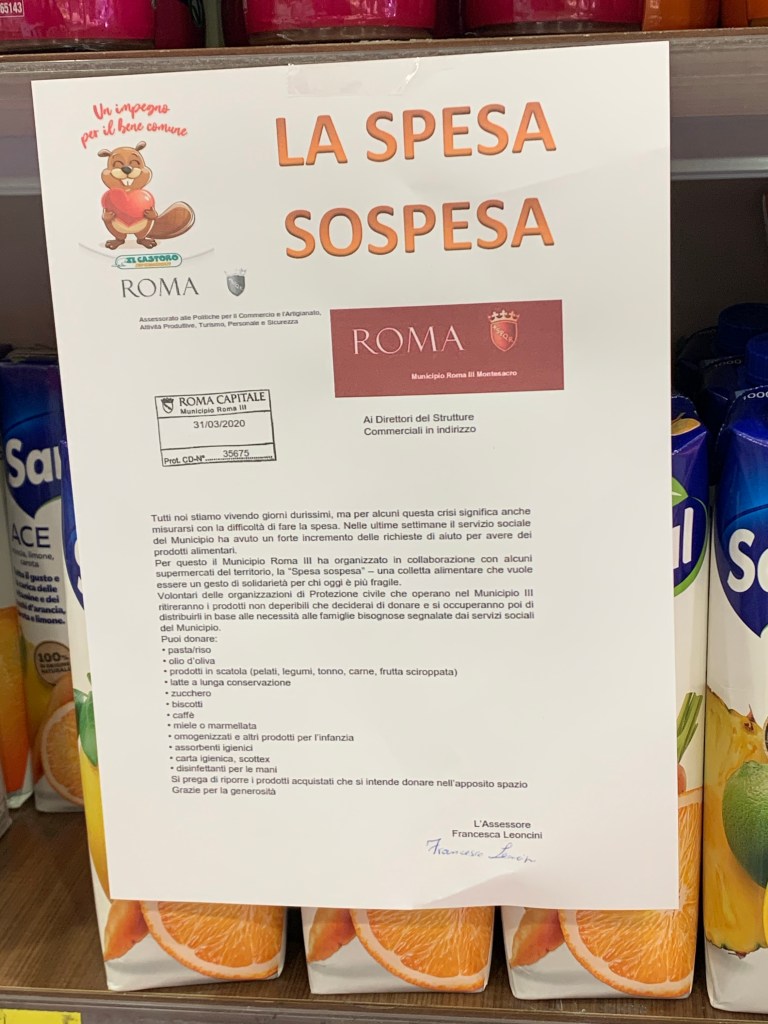 65143
Un impegno
per il bene comune
LA SPESA
SOSPESA
IL CASTORO
ROMA
Assessorato alle Politiche per il Commercio e l'Artigianato,
Attività Produttive, Turismo, Personale e Sicurezza
ROMA
Municipio Roma III Montesacro
ROMA CAPITALE
Municipio Roma III
31/03/2020
Prot. CD-N° 35675
Ai Direttori del Strutture
Commerciali in indirizzo
Tutti noi stiamo vivendo giorni durissimi, ma per alcuni questa crisi significa anche
misurarsi con la difficoltà di fare la spesa. Nelle ultime settimane il servizio sociale
del Municipio ha avuto un forte incremento delle richieste di aiuto per avere dei
prodotti alimentari.
Per questo il Municipio Roma III ha organizzato in collaborazione con alcuni
supermercati del territorio, la "Spesa sospesa" – una colletta alimentare che vuole
essere un gesto di solidarietà per chi oggi è più fragile.
Volontari delle organizzazioni di Protezione civile che operano nel Municipio III
ritireranno i prodotti non deperibili che deciderai di donare e si occuperanno poi di
distribuirli in base alle necessità alle famiglie bisognose segnalate dai servizi sociali
del Municipio.
Puoi donare:
• pasta/riso
• olio d'oliva
• prodotti in scatola (pelati, legumi, tonno, carne, frutta sciroppata)
• latte a lunga conservazione
• zucchero
• biscotti
• caffè
• miele o marmellata
• omogenizzati e altri prodotti per l'infanzia
• assorbenti igienici
• carta igienica, scottex
• disinfettanti per le mani
Si prega di riporre i prodotti acquistati che si intende donare nell'apposito spazio
Grazie per la generosità
L'Assessore
Francesca Leoncini
Francesca Leoncini
San
ACE
limone,
carota
100%